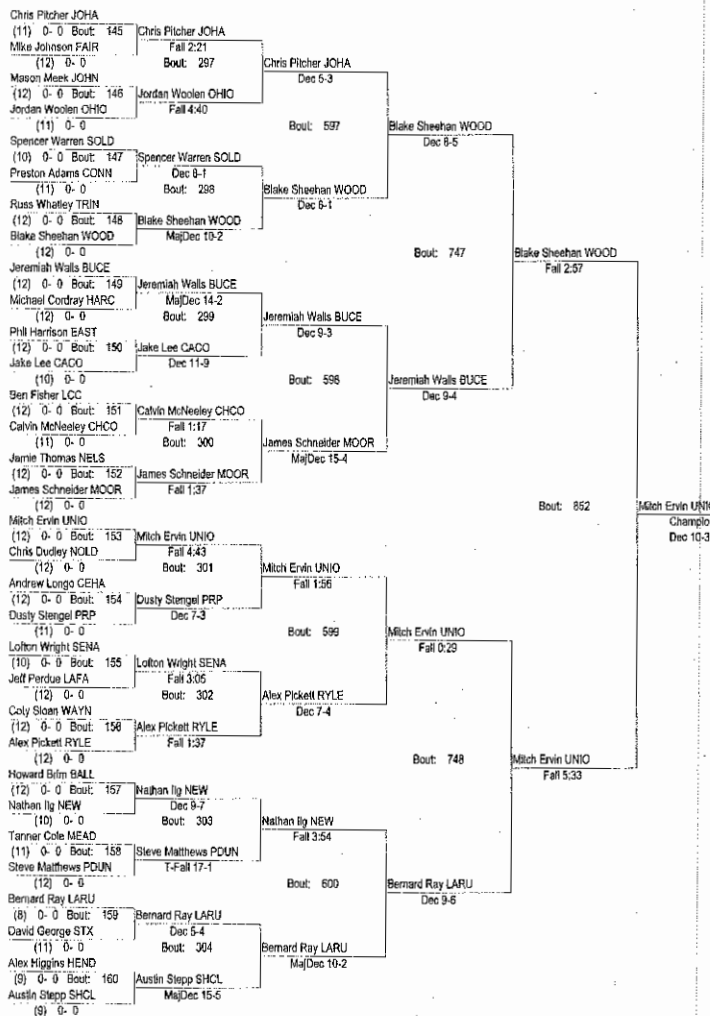 Chris Pitcher JOHA
(11) 0- 0 Bout: 145
Chris Pitcher JOHA
Mike Johnson FAIR
Fall 2:21
(12) 0- 0
Bout: 297
Chris Pitcher JOHA
Mason Meek JOHN
Dec 5-3
(12) 0- 0 Bout: 146
Jordan Woolen OHIO
Jordan Woolen OHIO
Fall 4:40
(11) 0- 0
Bout: 597
Blake Sheehan WOOD
Spencer Warren SOLD
Dec 6-5
(10) 0- 0 Bout: 147
Spencer Warren SOLD
Preston Adams CONN
Dec 8-1
(11) 0- 0
Bout: 298
Blake Sheehan WOOD
Russ Whatley TRIN
Dec 6-1
(12) 0- 0 Bout: 148
Blake Sheehan WOOD
Blake Sheehan WOOD
MajDec 10-2
(12) 0- 0
Bout: 747
Blake Sheehan WOOD
Jeremiah Walls BUCE
Fall 2:57
(12) 0- 0 Bout: 149
Jeremiah Walls BUCE
Michael Cordray HARC
MajDec 14-2
(12) 0- 0
Bout: 299
Jeremiah Walls BUCE
Phil Harrison EAST
Dec 9-3
(12) 0- 0 Bout: 150
Jake Lee CACO
Jake Lee CACO
Dec 11-9
(10) 0- 0
Bout: 598
Jeremiah Walls BUCE
Ben Fisher LCC
Dec 9-4
(12) 0- 0 Bout: 151
Calvin McNeeley CHCO
Calvin McNeeley CHCO
Fall 1:17
(11) 0- 0
Bout: 300
James Schneider MOOR
Jamie Thomas NELS
MajDec 15-4
(12) 0- 0 Bout: 152
James Schneider MOOR
James Schneider MOOR
Fall 1:37
(12) 0- 0
Bout: 852
Mitch Ervin UNIO
Mitch Ervin UNIO
Champio
Dec 10-3
(12) 0- 0 Bout: 153
Mitch Ervin UNIO
Chris Dudley NOLD
Fall 4:43
(12) 0- 0
Bout: 301
Mitch Ervin UNIO
Andrew Longo CEHA
Fall 1:56
(12) 0- 0 Bout: 154
Dusty Stengel PRP
Dusty Stengel PRP
Dec 7-3
(11) 0- 0
Bout: 599
Mitch Ervin UNIO
Lofton Wright SENA
Fall 0:29
(10) 0- 0 Bout: 155
Lofton Wright SENA
Jeff Perdue LAFA
Fall 3:05
(12) 0- 0
Bout: 302
Alex Pickett RYLE
Coly Sloan WAYN
Dec 7-4
(12) 0- 0 Bout: 156
Alex Pickett RYLE
Alex Pickett RYLE
Fall 1:37
(12) 0- 0
Bout: 748
Mitch Ervin UNIO
Howard Brim BALL
Fall 5:33
(12) 0- 0 Bout: 157
Nathan Ilg NEW
Nathan Ilg NEW
Dec 9-7
(10) 0- 0
Bout: 303
Nathan Ilg NEW
Tanner Cole MEAD
Fall 3:54
(11) 0- 0 Bout: 158
Steve Matthews PDUN
Steve Matthews PDUN
T-Fall 17-1
(12) 0- 0
Bout: 600
Bernard Ray LARU
Bernard Ray LARU
Dec 9-6
(8) 0- 0 Bout: 159
Bernard Ray LARU
David George STX
Dec 5-4
(11) 0- 0
Bout: 304
Bernard Ray LARU
Alex Higgins HEND
MajDec 10-2
(9) 0- 0 Bout: 160
Austin Stepp SHCL
Austin Stepp SHCL
MajDec 15-5
(9) 0- 0